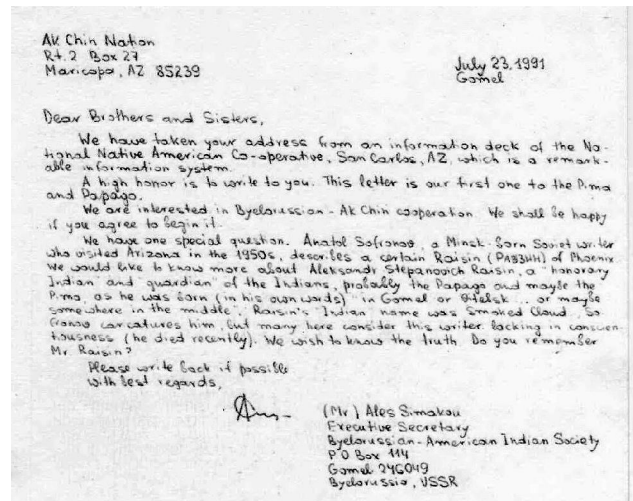 Ak Chin Nation
Rt. 2 Box 27
Maricopa, AZ 85239
July 23, 1991
Gomel
Dear Brothers and Sisters,
We have taken your address from an information deck of the Na-
tional Native American Co-operative, San Carlos, AZ, which is a remark-
able information system.
A high honor is to write to you. This letter is our first one to the Pima
and Papago.
We are interested in Byelorussian - Ak Chin cooperation. We shall be happy
if you agree to begin it.
We have one special question. Anatol Sofronov, a Minsk-born Soviet writer
who visited Arizona in the 1950s, describes a certain Raisin (РАЗЗИН) of Phoenix
We would like to know more about Aleksandr Stepanovich Raisin, a "honorary
Indian" and "guardian" of the Indians, probably the Papago and maybe the
Pima, as he was born (in his own words) "in Gomel or Otelsk... or maybe
somewhere in the middle". Raisin's Indian name was Smoked Cloud. So
fronov caricatures him, but many here consider this writer lacking in conscien
tiousness (he died recently). We wish to know the truth. Do you remember
Mr Raisin?
Please write back if possible
With best regards,
(Mr) Ales Simakou
Executive Secretary
Byelorussian-American Indian Society
P O Box 114
Gomel 246049
Byelorussia, USSR